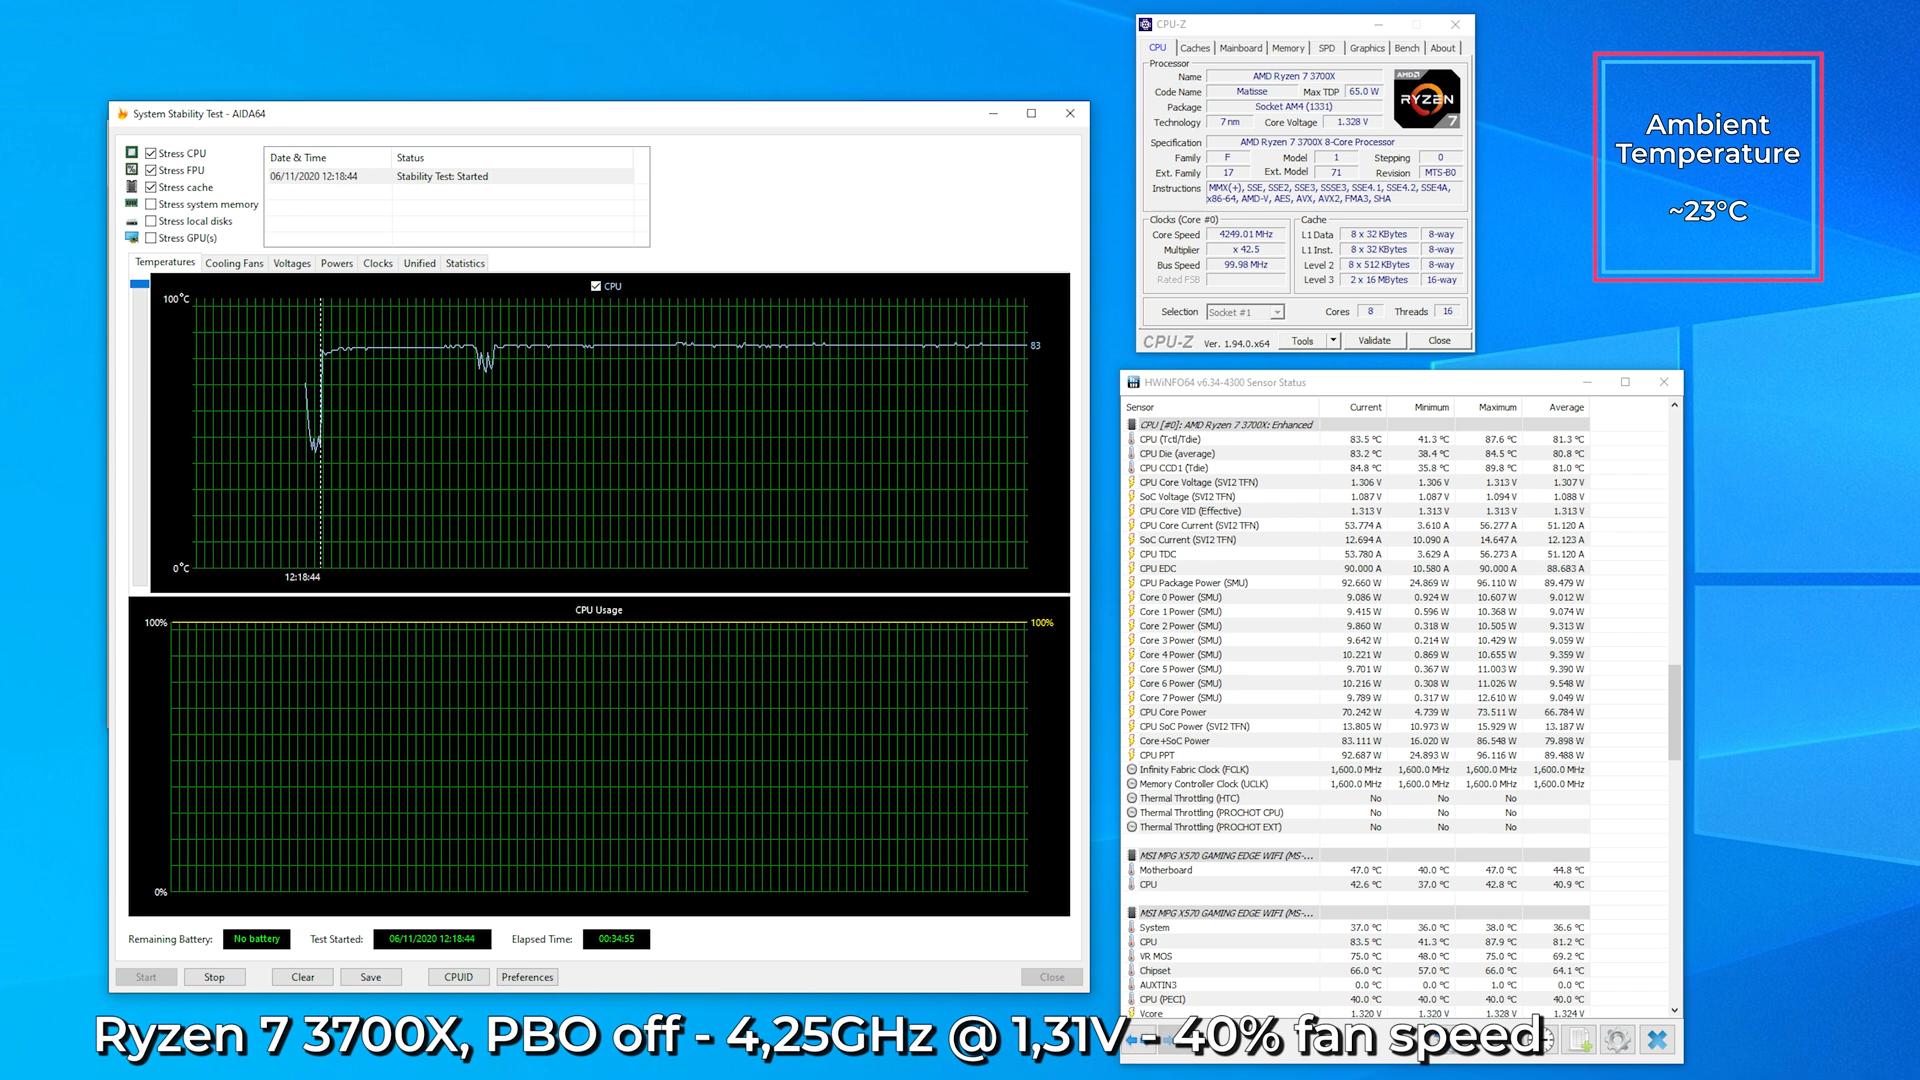 System Stability Test - AIDA64
Stress CPU
Stress FPU
Stress cache
Stress system memory
Stress local disks
Stress GPU(s)
Date & Time Status
06/11/2020 12:18:44 Stability Test: Started
Temperatures Cooling Fans Voltages Powers Clocks Unified Statistics
CPU
100°C
83
0°C
12:18:44
CPU Usage
100% 100%
0%
Remaining Battery: No battery Test Started: 06/11/2020 12:18:44 Elapsed Time: 00:34:55
Start Stop Clear Save CPUID Preferences Close
CPU-Z
CPU Caches Mainboard Memory SPD Graphics Bench About
Processor
Name AMD Ryzen 7 3700X
Code Name Matisse Max TDP 65.0 W
Package Socket AM4 (1331)
Technology 7 nm Core Voltage 1.328 V
AMD RYZEN 7
Specification AMD Ryzen 7 3700X 8-Core Processor
Family F Model 1 Stepping 0
Ext. Family 17 Ext. Model 71 Revision MTS-B0
Instructions MMX(+), SSE, SSE2, SSE3, SSSE3, SSE4.1, SSE4.2, SSE4A,
x86-64, AMD-V, AES, AVX, AVX2, FMA3, SHA
Clocks (Core #0) Cache
Core Speed 4249.01 MHz L1 Data 8 x 32 KBytes 8-way
Multiplier x 42.5 L1 Inst. 8 x 32 KBytes 8-way
Bus Speed 99.98 MHz Level 2 8 x 512 KBytes 8-way
Rated FSB Level 3 2 x 16 MBytes 16-way
Selection Socket #1 Cores 8 Threads 16
CPU-Z Ver. 1.94.0.x64 Tools Validate Close
Ambient
Temperature
~23°C
HWiNFO64 v6.34-4300 Sensor Status
Sensor Current Minimum Maximum Average
CPU [#0]: AMD Ryzen 7 3700X: Enhanced
CPU (Tctl/Tdie) 83.5 °C 41.3 °C 87.6 °C 81.3 °C
CPU Die (average) 83.2 °C 38.4 °C 84.5 °C 80.8 °C
CPU CCD1 (Tdie) 84.8 °C 35.8 °C 89.8 °C 81.0 °C
CPU Core Voltage (SVI2 TFN) 1.306 V 1.306 V 1.313 V 1.307 V
SoC Voltage (SVI2 TFN) 1.087 V 1.087 V 1.094 V 1.088 V
CPU Core VID (Effective) 1.313 V 1.313 V 1.313 V 1.313 V
CPU Core Current (SVI2 TFN) 53.774 A 3.610 A 56.277 A 51.120 A
SoC Current (SVI2 TFN) 12.694 A 10.090 A 14.647 A 12.123 A
CPU TDC 53.780 A 3.629 A 56.273 A 51.120 A
CPU EDC 90.000 A 10.580 A 90.000 A 88.683 A
CPU Package Power (SMU) 92.660 W 24.869 W 96.110 W 89.479 W
Core 0 Power (SMU) 9.086 W 0.924 W 10.607 W 9.012 W
Core 1 Power (SMU) 9.415 W 0.596 W 10.368 W 9.074 W
Core 2 Power (SMU) 9.860 W 0.318 W 10.505 W 9.313 W
Core 3 Power (SMU) 9.642 W 0.214 W 10.429 W 9.059 W
Core 4 Power (SMU) 10.221 W 0.869 W 10.655 W 9.359 W
Core 5 Power (SMU) 9.701 W 0.367 W 11.003 W 9.390 W
Core 6 Power (SMU) 10.216 W 0.308 W 11.026 W 9.548 W
Core 7 Power (SMU) 9.789 W 0.317 W 12.610 W 9.049 W
CPU Core Power 70.242 W 4.739 W 73.511 W 66.784 W
CPU SoC Power (SVI2 TFN) 13.805 W 10.973 W 15.929 W 13.187 W
Core+SoC Power 83.111 W 16.020 W 86.548 W 79.898 W
CPU PPT 92.687 W 24.893 W 96.116 W 89.488 W
Infinity Fabric Clock (FCLK) 1,600.0 MHz 1,600.0 MHz 1,600.0 MHz 1,600.0 MHz
Memory Controller Clock (UCLK) 1,600.0 MHz 1,600.0 MHz 1,600.0 MHz 1,600.0 MHz
Thermal Throttling (HTC) No No No
Thermal Throttling (PROCHOT CPU) No No No
Thermal Throttling (PROCHOT EXT) No No No
MSI MPG X570 GAMING EDGE WIFI (MS-...
Motherboard 47.0 °C 40.0 °C 47.0 °C 44.8 °C
CPU 42.6 °C 37.0 °C 42.8 °C 40.9 °C
MSI MPG X570 GAMING EDGE WIFI (MS-...
System 37.0 °C 36.0 °C 38.0 °C 36.6 °C
CPU 83.5 °C 41.3 °C 87.9 °C 81.2 °C
VR MOS 75.0 °C 48.0 °C 75.0 °C 69.2 °C
Chipset 66.0 °C 57.0 °C 66.0 °C 64.1 °C
AUXTIN3 0.0 °C 0.0 °C 1.0 °C 0.0 °C
CPU (PECI) 40.0 °C 40.0 °C 40.0 °C 40.0 °C
Vcore 1.320 V 1.320 V 1.328 V 1.324 V
Ryzen 7 3700X, PBO off - 4,25GHz @ 1,31V - 40% fan speed